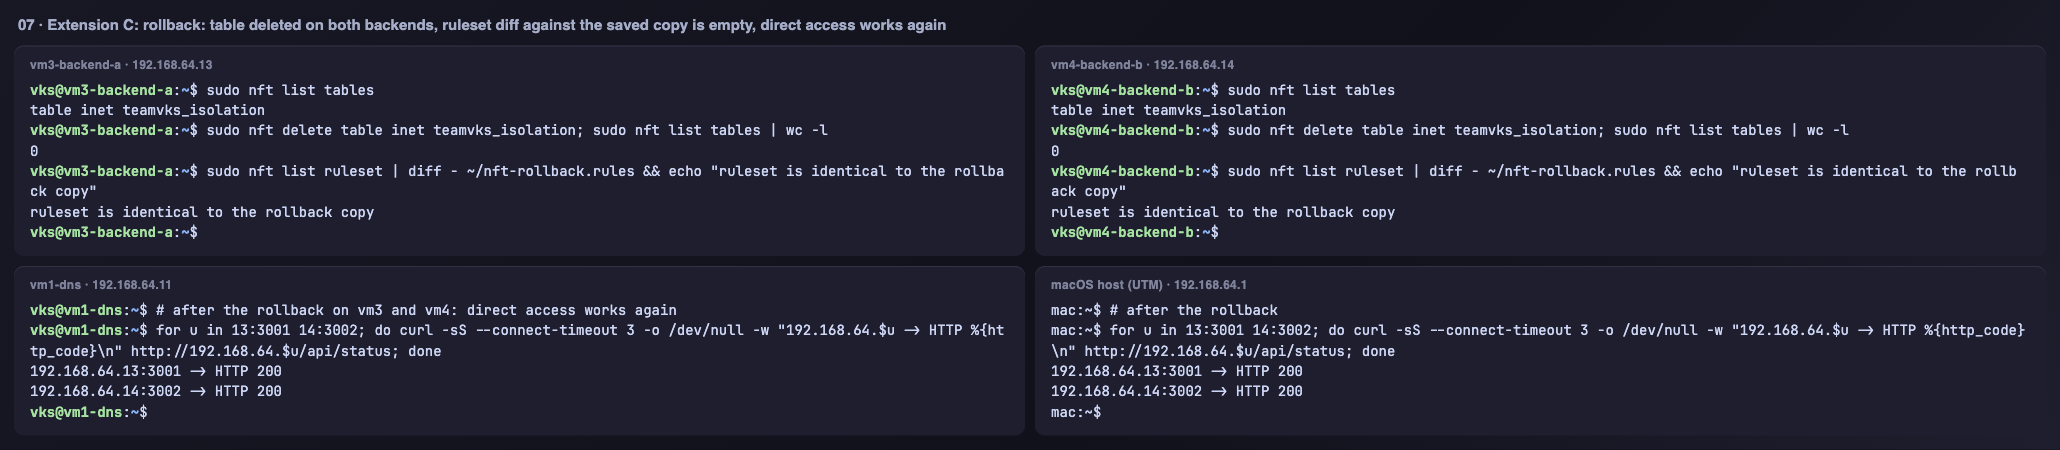 07 · Extension C: rollback: table deleted on both backends, ruleset diff against the saved copy is empty, direct access works again
vm3-backend-a · 192.168.64.13
vks@vm3-backend-a:~$ sudo nft list tables
table inet teamvks_isolation
vks@vm3-backend-a:~$ sudo nft delete table inet teamvks_isolation; sudo nft list tables | wc -l
0
vks@vm3-backend-a:~$ sudo nft list ruleset | diff - ~/nft-rollback.rules && echo "ruleset is identical to the rollba
ck copy"
ruleset is identical to the rollback copy
vks@vm3-backend-a:~$
vm4-backend-b · 192.168.64.14
vks@vm4-backend-b:~$ sudo nft list tables
table inet teamvks_isolation
vks@vm4-backend-b:~$ sudo nft delete table inet teamvks_isolation; sudo nft list tables | wc -l
0
vks@vm4-backend-b:~$ sudo nft list ruleset | diff - ~/nft-rollback.rules && echo "ruleset is identical to the rollb
ack copy"
ruleset is identical to the rollback copy
vks@vm4-backend-b:~$
vm1-dns · 192.168.64.11
vks@vm1-dns:~$ # after the rollback on vm3 and vm4: direct access works again
vks@vm1-dns:~$ for u in 13:3001 14:3002; do curl -sS --connect-timeout 3 -o /dev/null -w "192.168.64.$u -> HTTP %{ht
tp_code}\n" http://192.168.64.$u/api/status; done
192.168.64.13:3001 -> HTTP 200
192.168.64.14:3002 -> HTTP 200
vks@vm1-dns:~$
macOS host (UTM) · 192.168.64.1
mac:~$ # after the rollback
mac:~$ for u in 13:3001 14:3002; do curl -sS --connect-timeout 3 -o /dev/null -w "192.168.64.$u -> HTTP %{http_code}
\n" http://192.168.64.$u/api/status; done
192.168.64.13:3001 -> HTTP 200
192.168.64.14:3002 -> HTTP 200
mac:~$